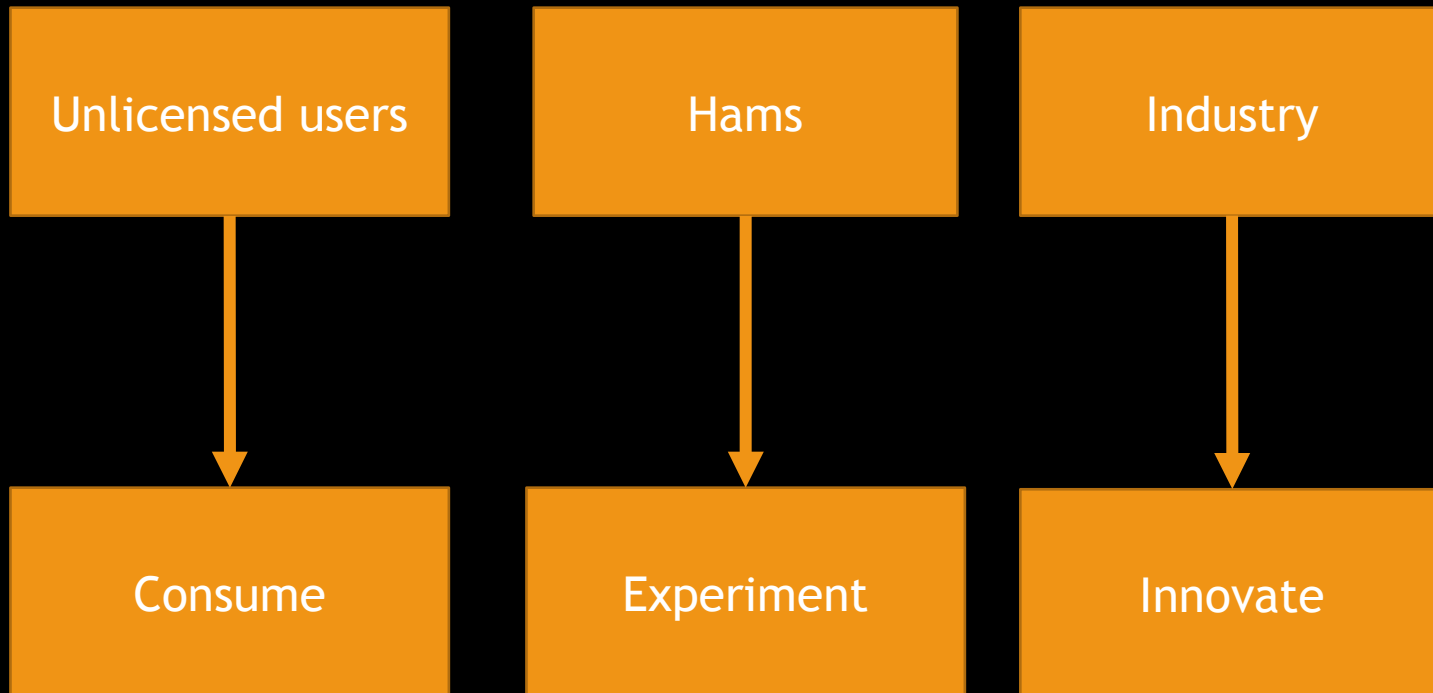 Unlicensed users
Hams
Industry
Consume
Experiment
Innovate